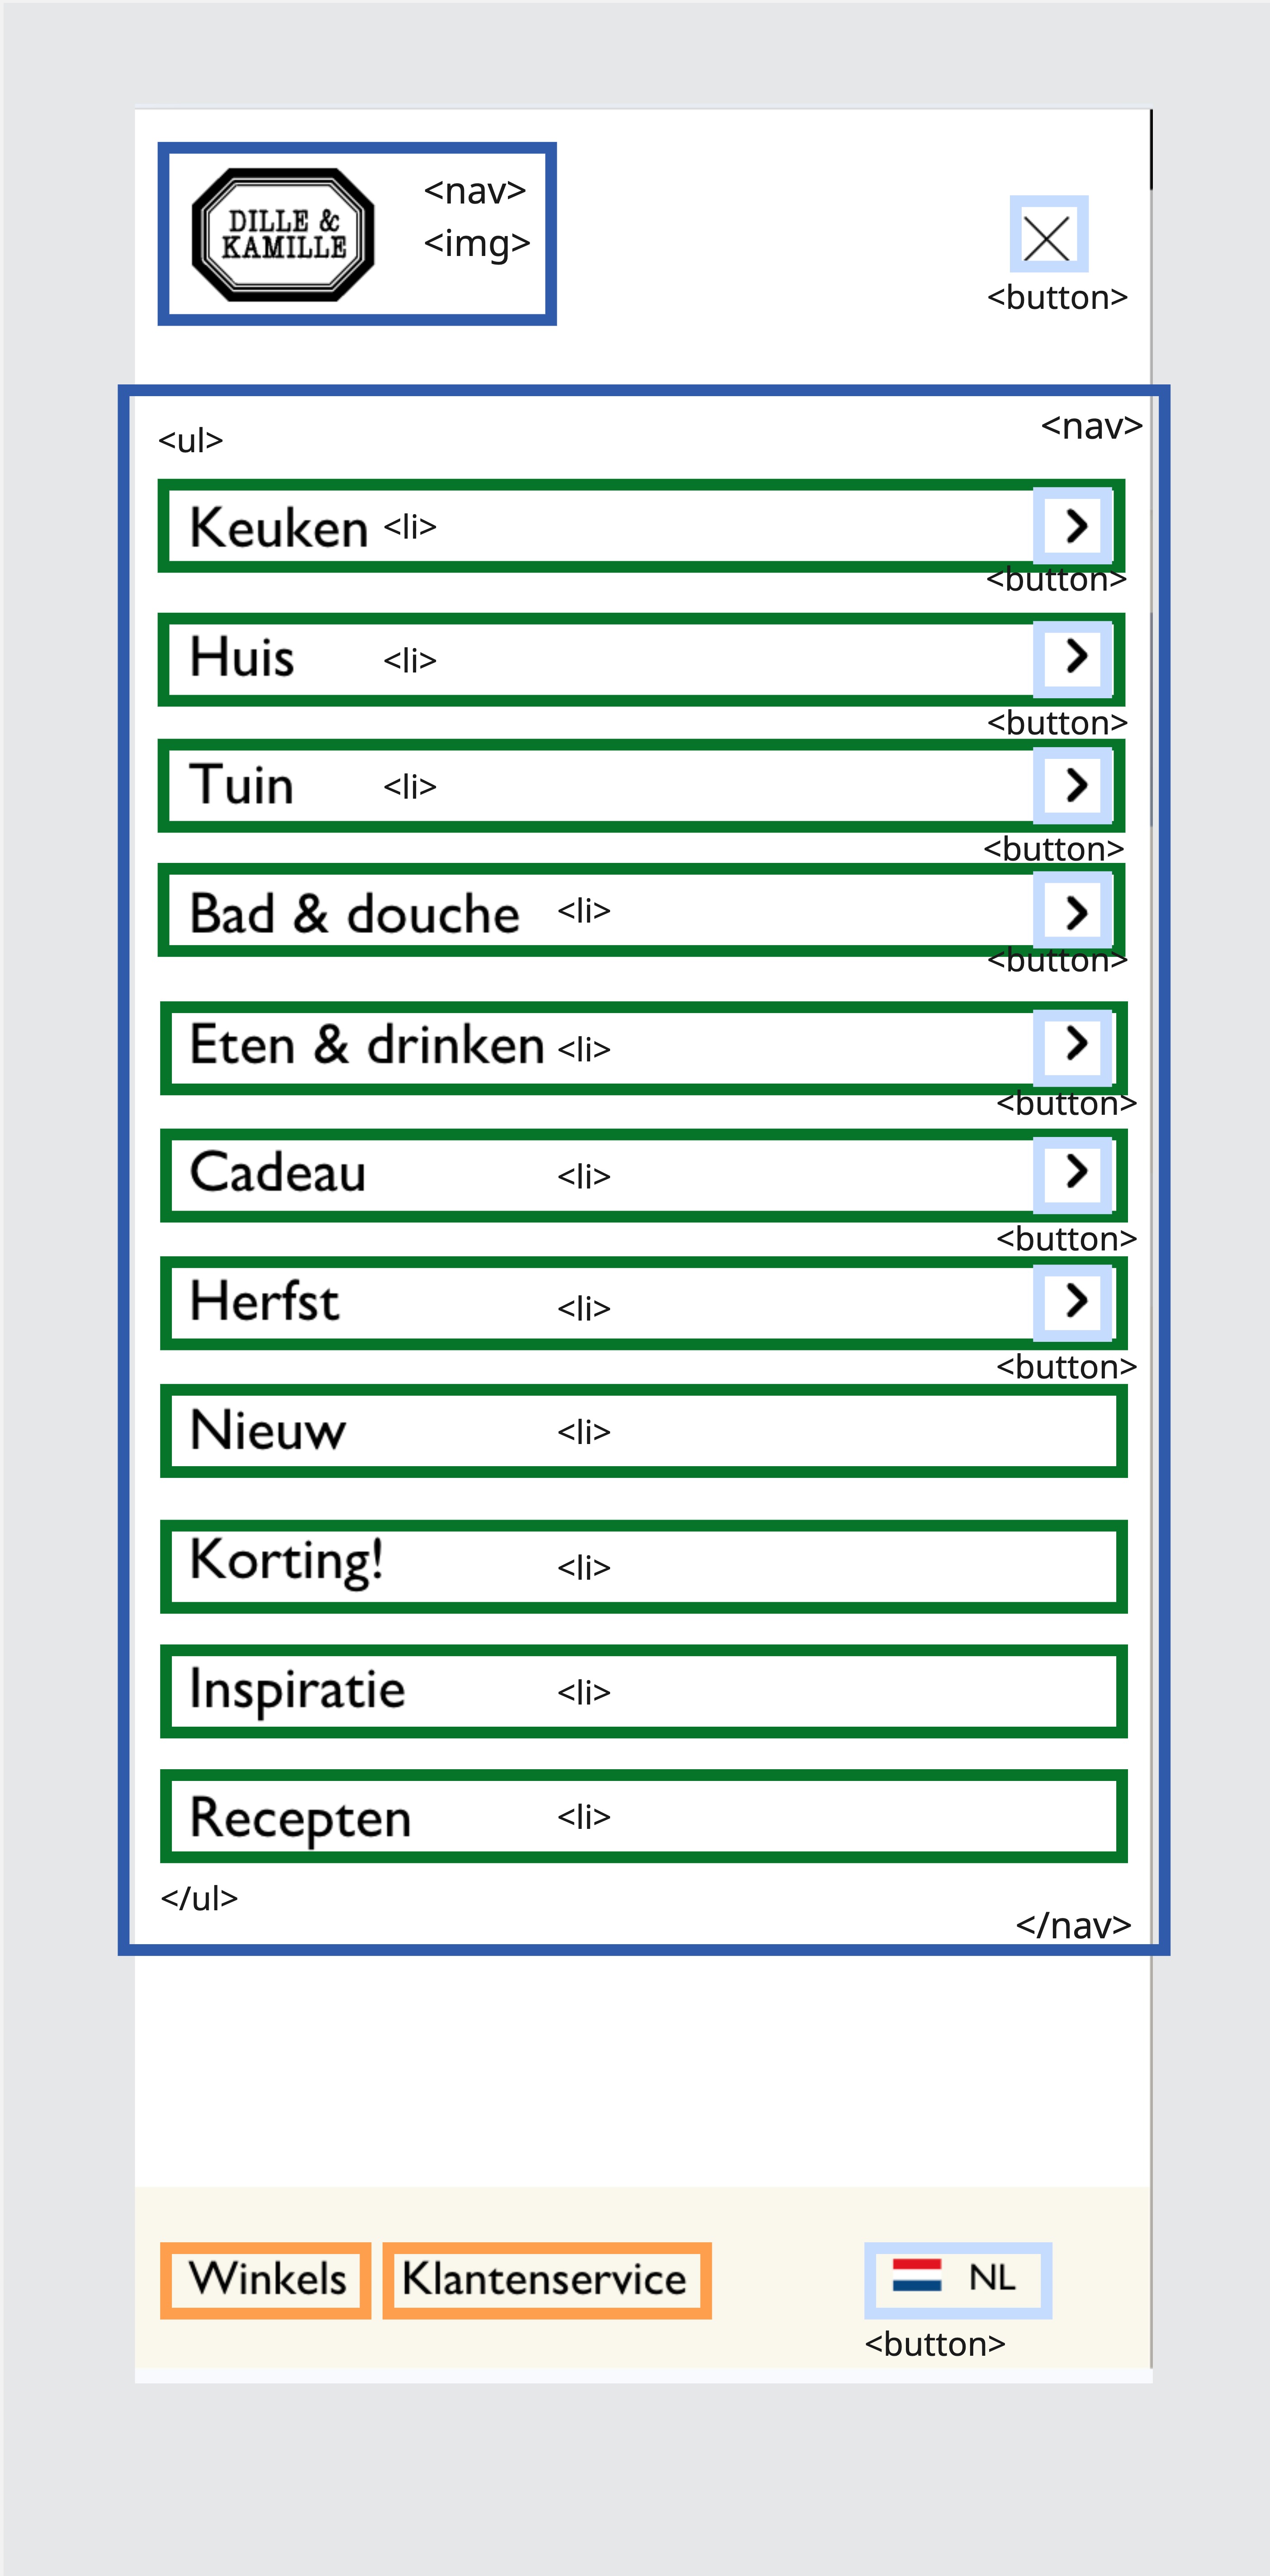 DILLE &
KAMILLE
<nav>
<img>
<button>
<ul>
<nav>
Keuken <li>
<button>
Huis <li>
<button>
Tuin <li>
<button>
Bad & douche <li>
<button>
Eten & drinken <li>
<button>
Cadeau <li>
<button>
Herfst <li>
<button>
Nieuw <li>
Korting! <li>
Inspiratie <li>
Recepten <li>
</ul>
</nav>
Winkels Klantenservice NL
<button>